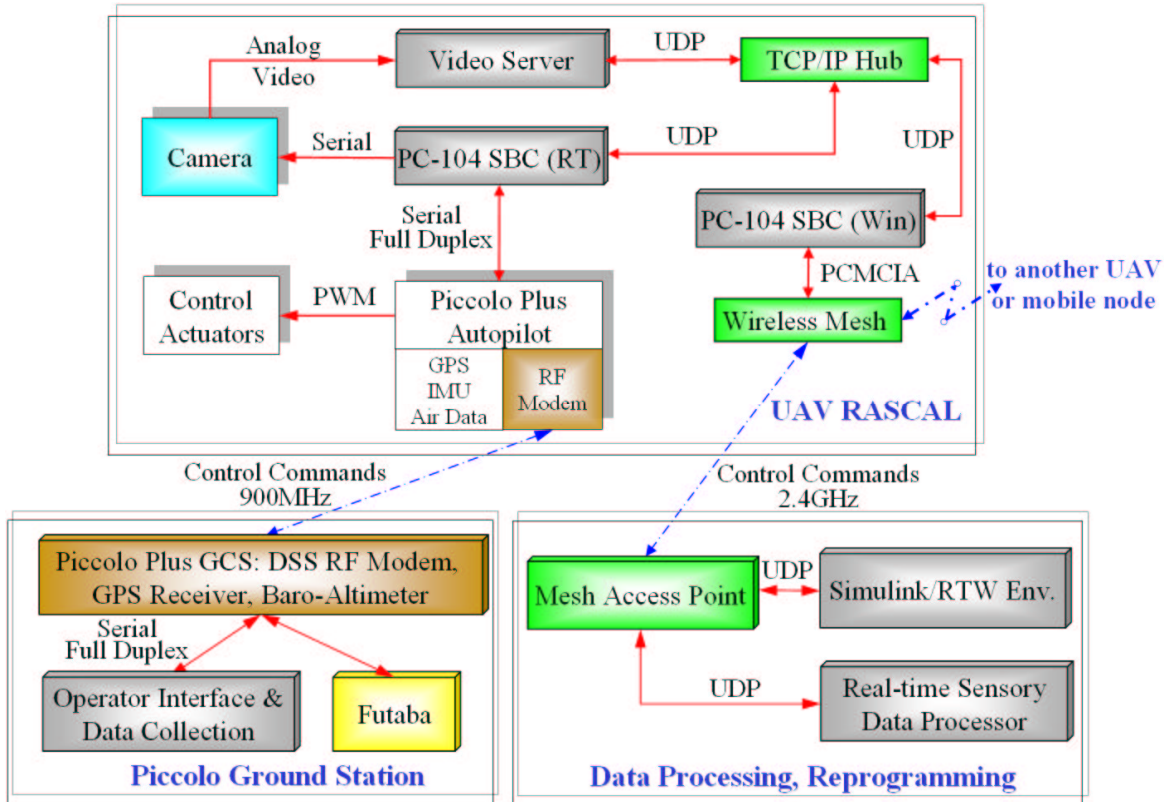 Analog
Video
Video Server
UDP
TCP/IP Hub
Camera
Serial
PC-104 SBC (RT)
UDP
UDP
PC-104 SBC (Win)
Serial
Full Duplex
PCMCIA
to another UAV
or mobile node
Control
Actuators
PWM
Piccolo Plus
Autopilot
Wireless Mesh
GPS
IMU
Air Data
RF
Modem
UAV RASCAL
Control Commands
900MHz
Control Commands
2.4GHz
Piccolo Plus GCS: DSS RF Modem,
GPS Receiver, Baro-Altimeter
Serial
Full Duplex
Operator Interface &
Data Collection
Futaba
Piccolo Ground Station
Mesh Access Point
UDP
Simulink/RTW Env.
UDP
Real-time Sensory
Data Processor
Data Processing, Reprogramming